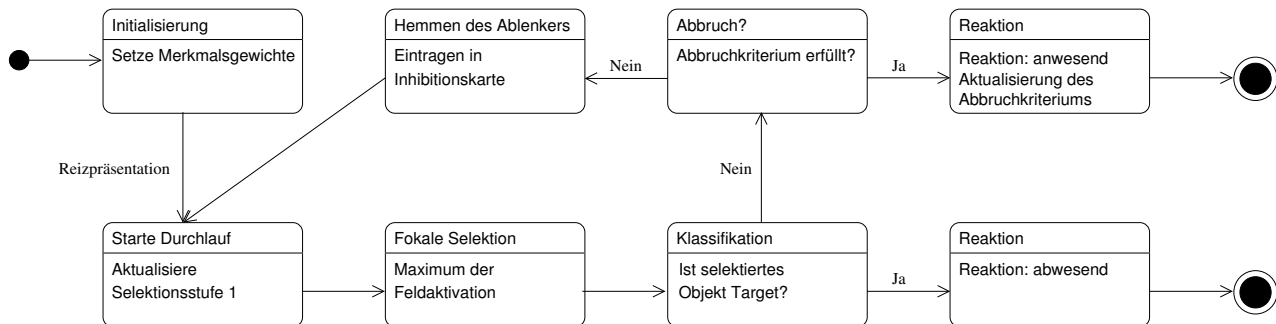 Initialisierung
Setze Merkmalsgewichte
Hemmen des Ablenkers
Eintragen in
Inhibitionskarte
Nein
Abbruch?
Abbruchkriterium erfüllt?
Ja
Reaktion
Reaktion: anwesend
Aktualisierung des
Abbruchkriteriums
Reizpräsentation
Nein
Starte Durchlauf
Aktualisiere
Selektionsstufe 1
Fokale Selektion
Maximum der
Feldaktivation
Klassifikation
Ist selektiertes
Objekt Target?
Ja
Reaktion
Reaktion: abwesend